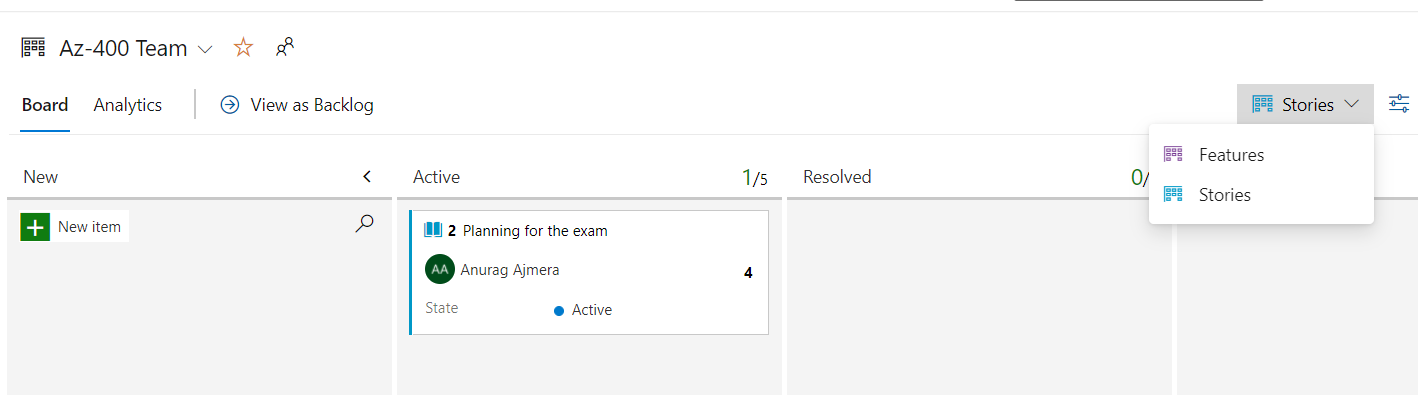 Az-400 Team
Board Analytics View as Backlog Stories
Features
Stories
New Active 1/5 Resolved 0/
New item
2 Planning for the exam
AA Anurag Ajmera 4
State Active